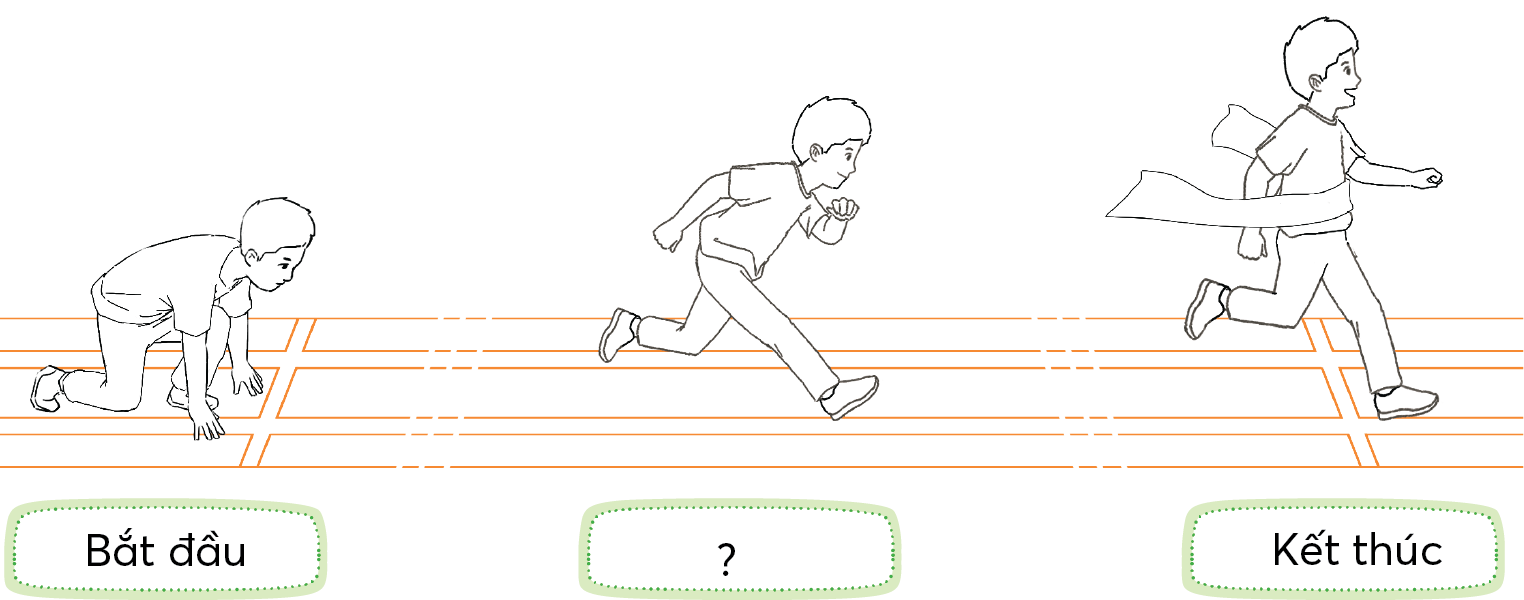 Bắt đầu
?
Kết thúc